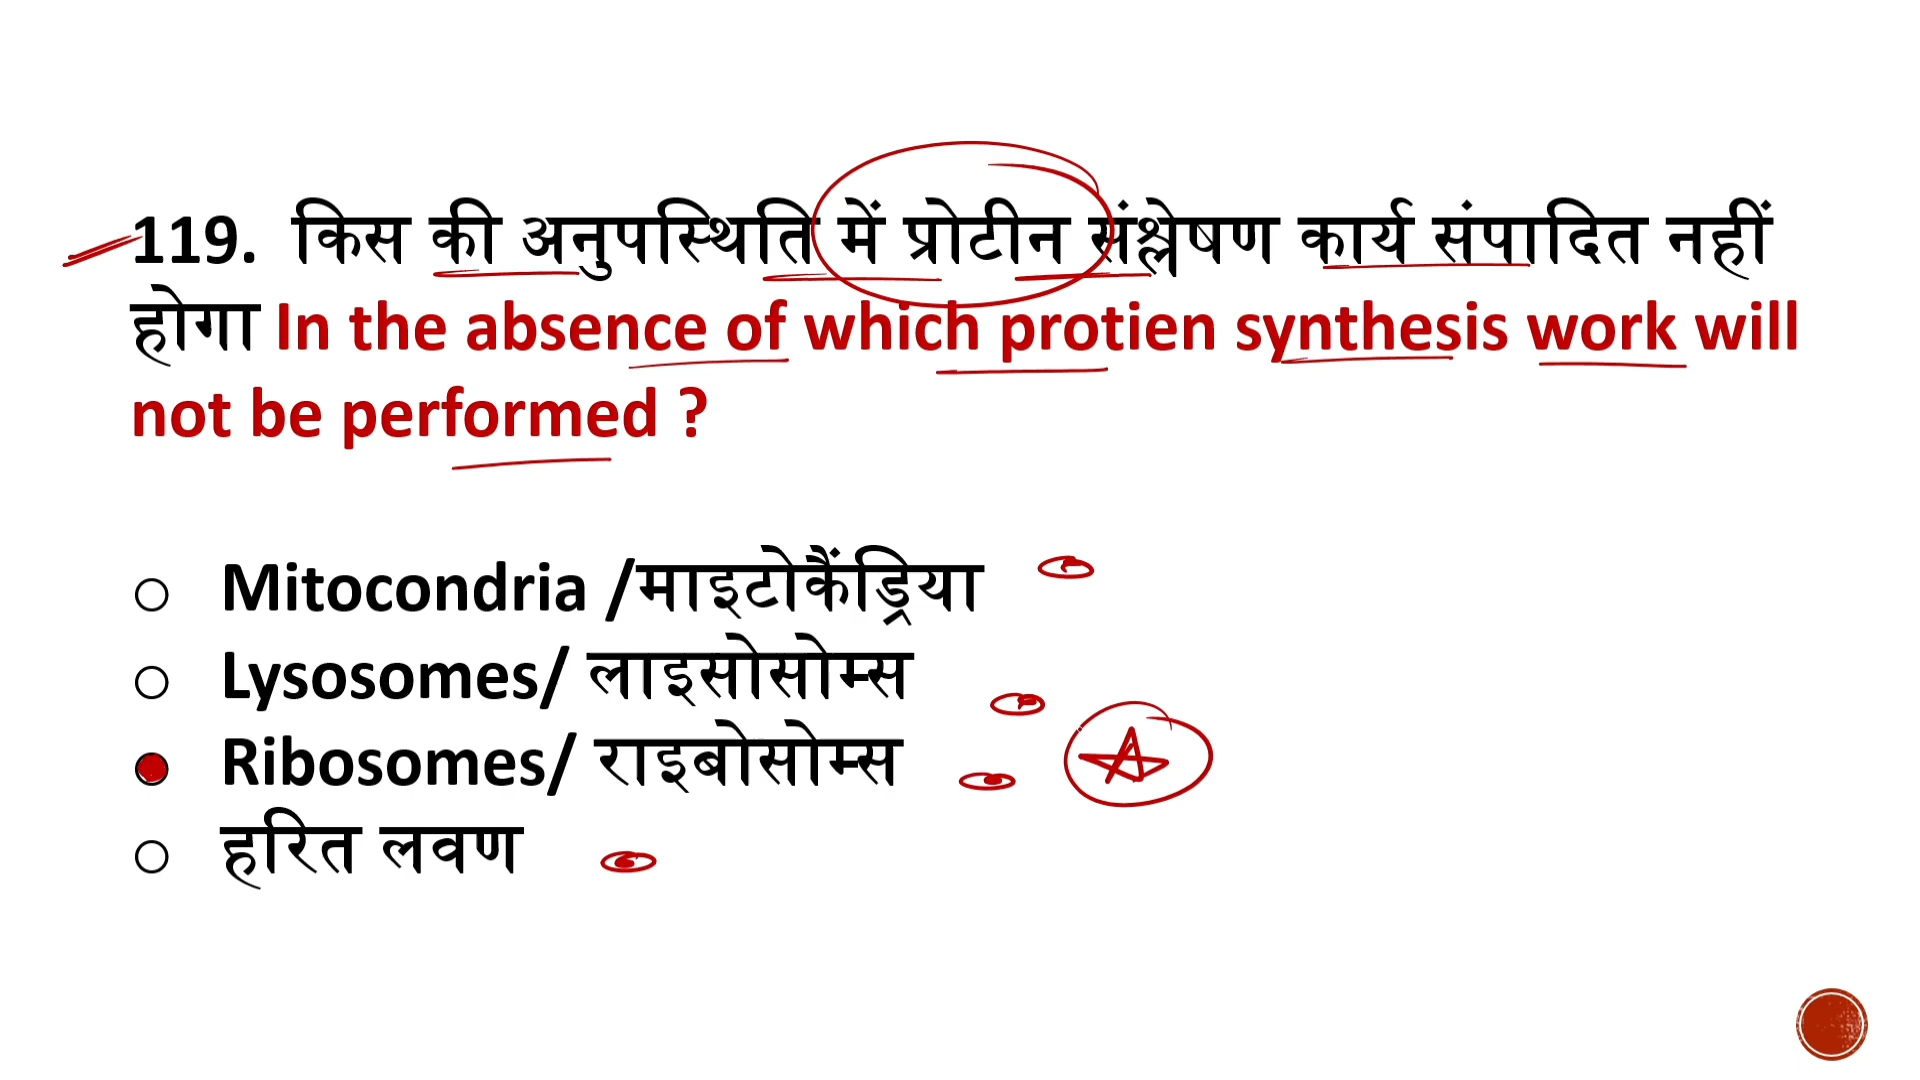 119. किस की अनुपस्थिति में प्रोटीन संश्लेषण कार्य संपादित नहीं
होगा In the absence of which protien synthesis work will
not be performed ?
Mitocondria /माइटोकैंड्रिया
Lysosomes/ लाइसोसोम्स
Ribosomes/ राइबोसोम्स
हरित लवण